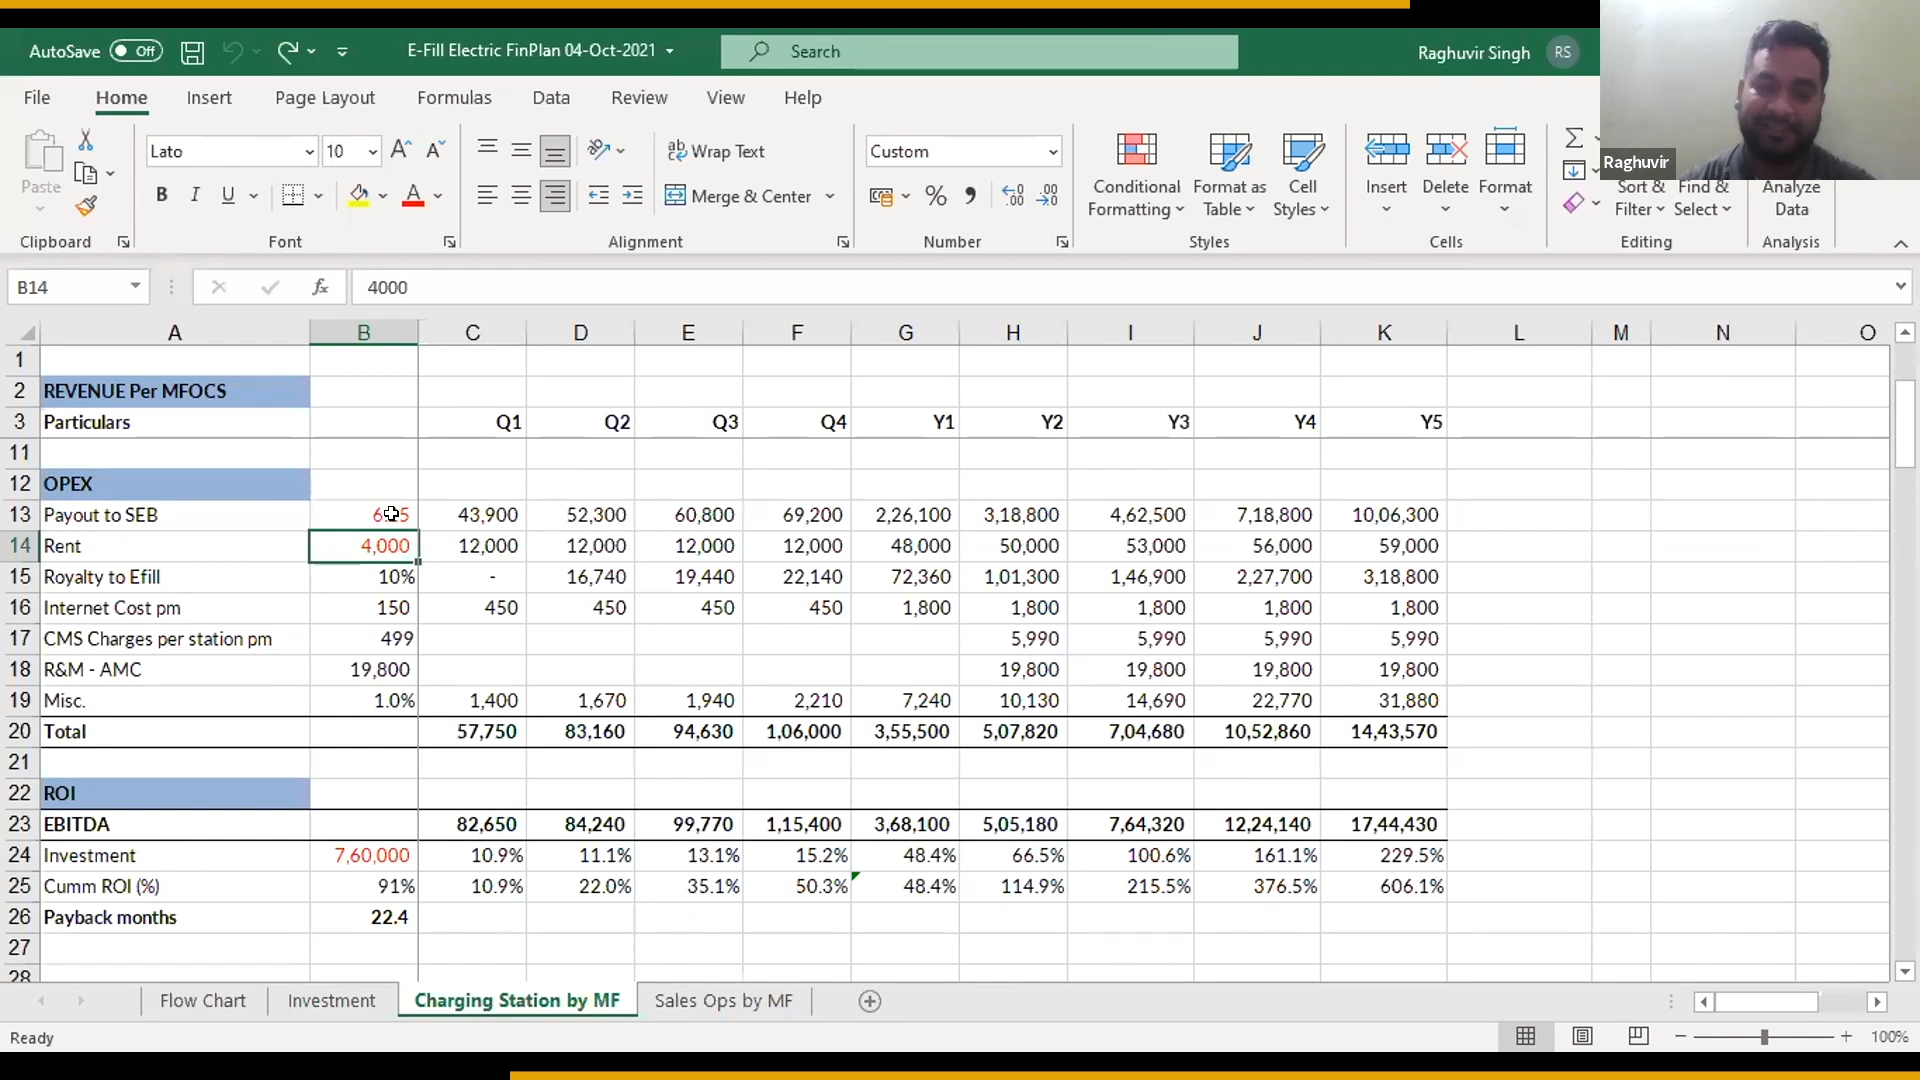 AutoSave Off E-Fill Electric FinPlan 04-Oct-2021 Search Raghuvir Singh RS
File Home Insert Page Layout Formulas Data Review View Help
Lato 10 Wrap Text Custom
Raghuvir
Paste B I U Merge & Center Conditional Formatting Format as Table Cell Styles Insert Delete Format Sort & Filter Find & Select Analyze Data
Clipboard Font Alignment Number Styles Cells Editing Analysis
B14 fx 4000
A B C D E F G H I J K L M N O
1
2 REVENUE Per MFOCS
3 Particulars Q1 Q2 Q3 Q4 Y1 Y2 Y3 Y4 Y5
11
12 OPEX
13 Payout to SEB 43,900 52,300 60,800 69,200 2,26,100 3,18,800 4,62,500 7,18,800 10,06,300
14 Rent 4,000 12,000 12,000 12,000 12,000 48,000 50,000 53,000 56,000 59,000
15 Royalty to Efill 10% - 16,740 19,440 22,140 72,360 1,01,300 1,46,900 2,27,700 3,18,800
16 Internet Cost pm 150 450 450 450 450 1,800 1,800 1,800 1,800 1,800
17 CMS Charges per station pm 499 5,990 5,990 5,990 5,990
18 R&M - AMC 19,800 19,800 19,800 19,800 19,800
19 Misc. 1.0% 1,400 1,670 1,940 2,210 7,240 10,130 14,690 22,770 31,880
20 Total 57,750 83,160 94,630 1,06,000 3,55,500 5,07,820 7,04,680 10,52,860 14,43,570
21
22 ROI
23 EBITDA 82,650 84,240 99,770 1,15,400 3,68,100 5,05,180 7,64,320 12,24,140 17,44,430
24 Investment 7,60,000 10.9% 11.1% 13.1% 15.2% 48.4% 66.5% 100.6% 161.1% 229.5%
25 Cumm ROI (%) 91% 10.9% 22.0% 35.1% 50.3% 48.4% 114.9% 215.5% 376.5% 606.1%
26 Payback months 22.4
27
28
Flow Chart Investment Charging Station by MF Sales Ops by MF
Ready 100%